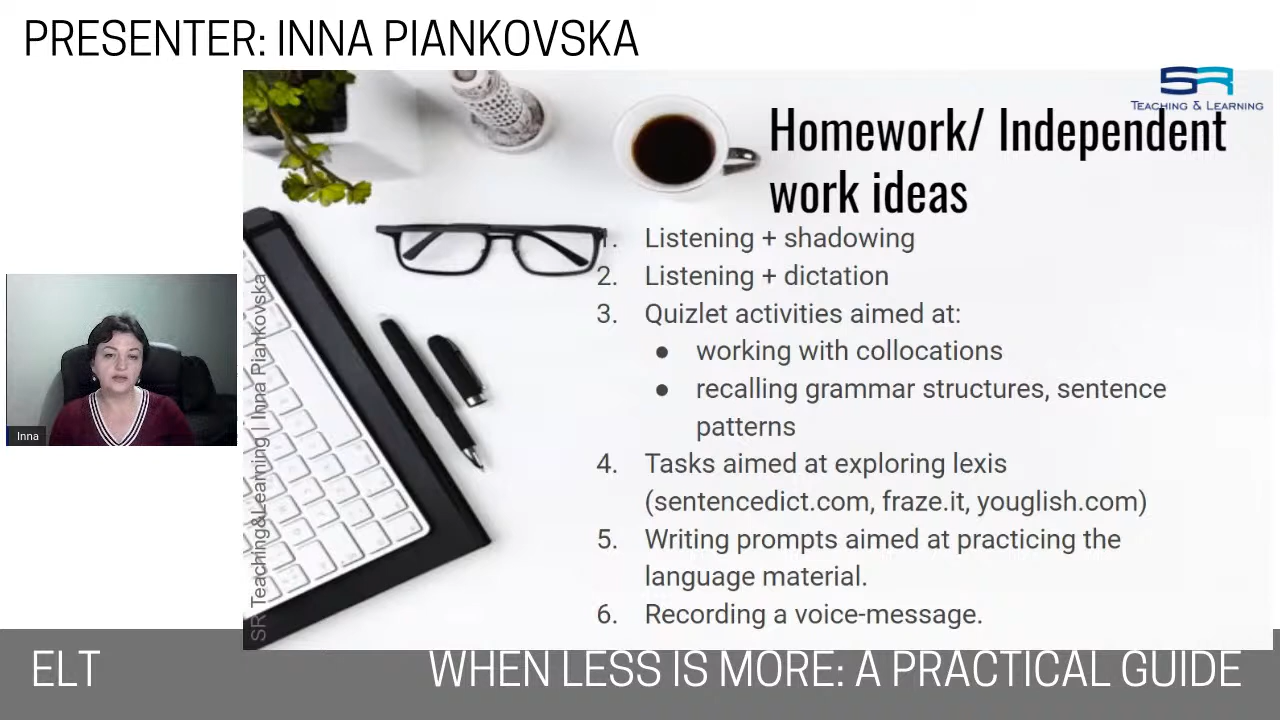 PRESENTER: INNA PIANKOVSKA
SR
TEACHING & LEARNING
Homework/ Independent
work ideas
1. Listening + shadowing
2. Listening + dictation
3. Quizlet activities aimed at:
● working with collocations
● recalling grammar structures, sentence
patterns
4. Tasks aimed at exploring lexis
(sentencedict.com, fraze.it, youglish.com)
5. Writing prompts aimed at practicing the
language material.
6. Recording a voice-message.
SR Teaching&Learning | Inna Piankovska
Inna
ELT
WHEN LESS IS MORE: A PRACTICAL GUIDE